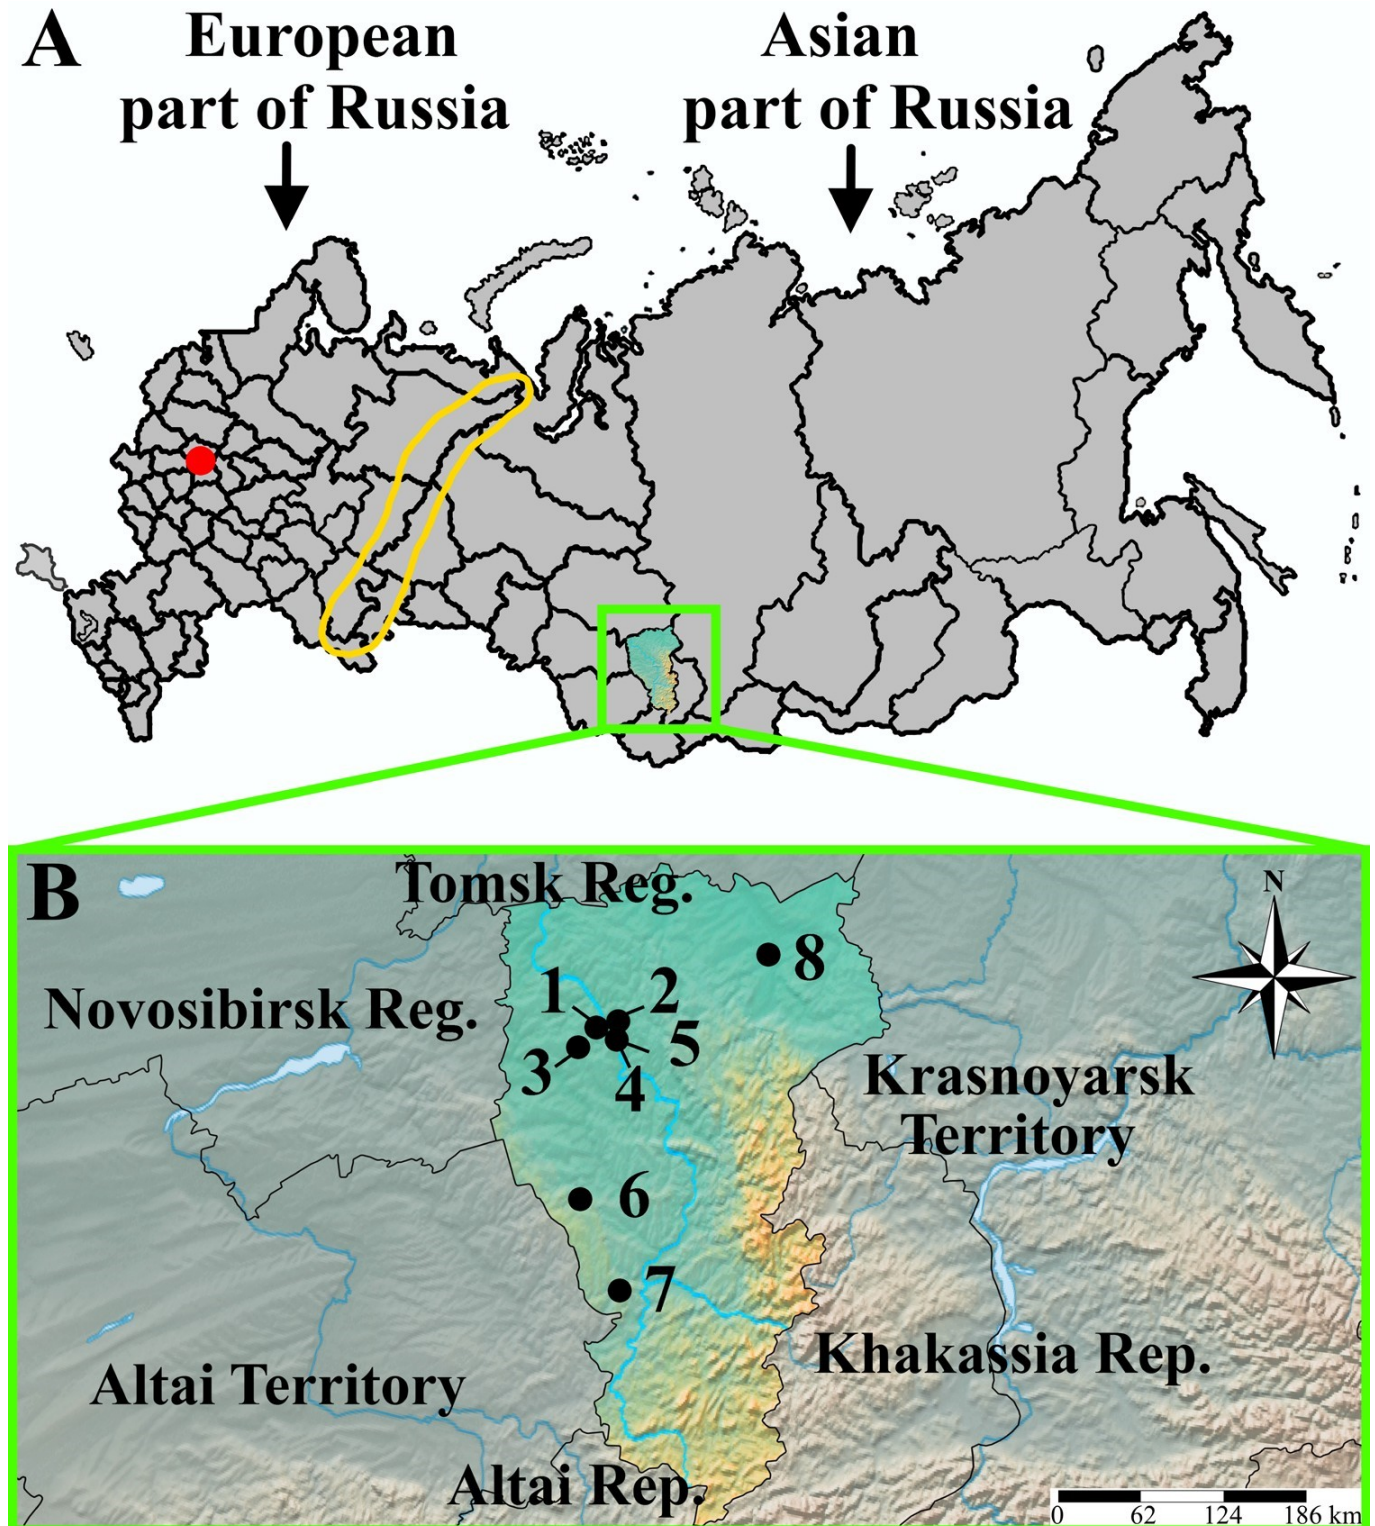 A
European
part of Russia
Asian
part of Russia
B
Tomsk Reg.
N
8
1
2
Novosibirsk Reg.
5
3
4
Krasnoyarsk
Territory
6
7
Khakassia Rep.
Altai Territory
Altai Rep.
0 62 124 186 km